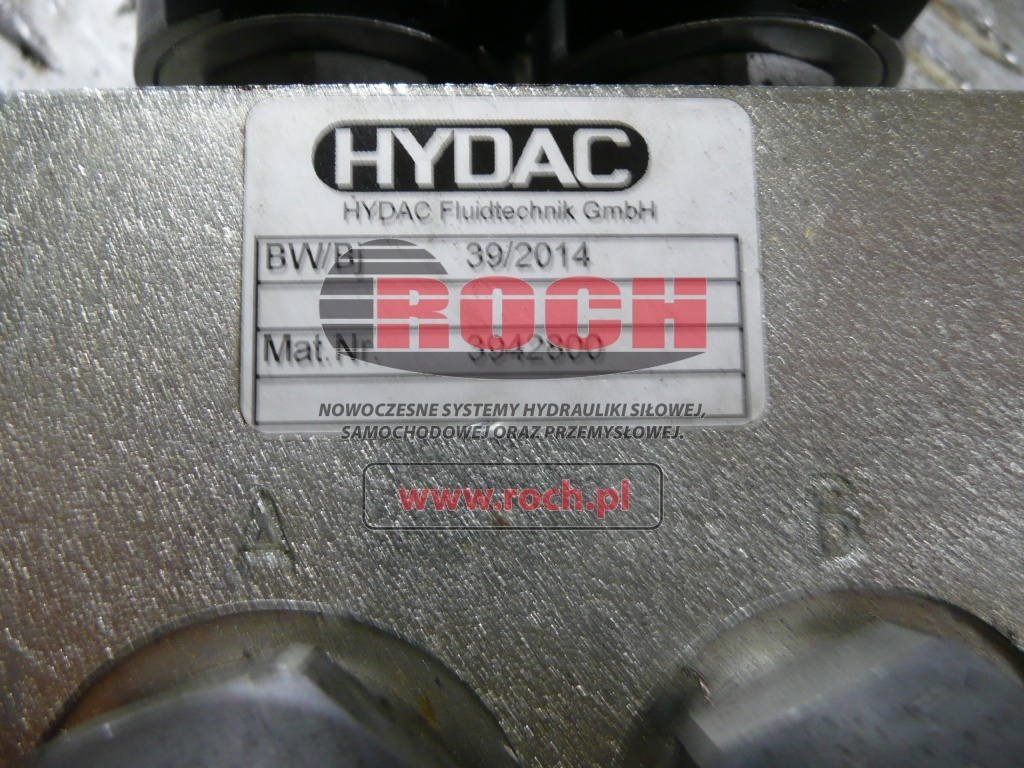 HYDAC
HYDAC Fluidtechnik GmbH
BW/Bj 39/2014
ROCH
Mat.Nr. 3942800
NOWOCZESNE SYSTEMY HYDRAULIKI SIŁOWEJ,
SAMOCHODOWEJ ORAZ PRZEMYSŁOWEJ.
www.roch.pl
A B